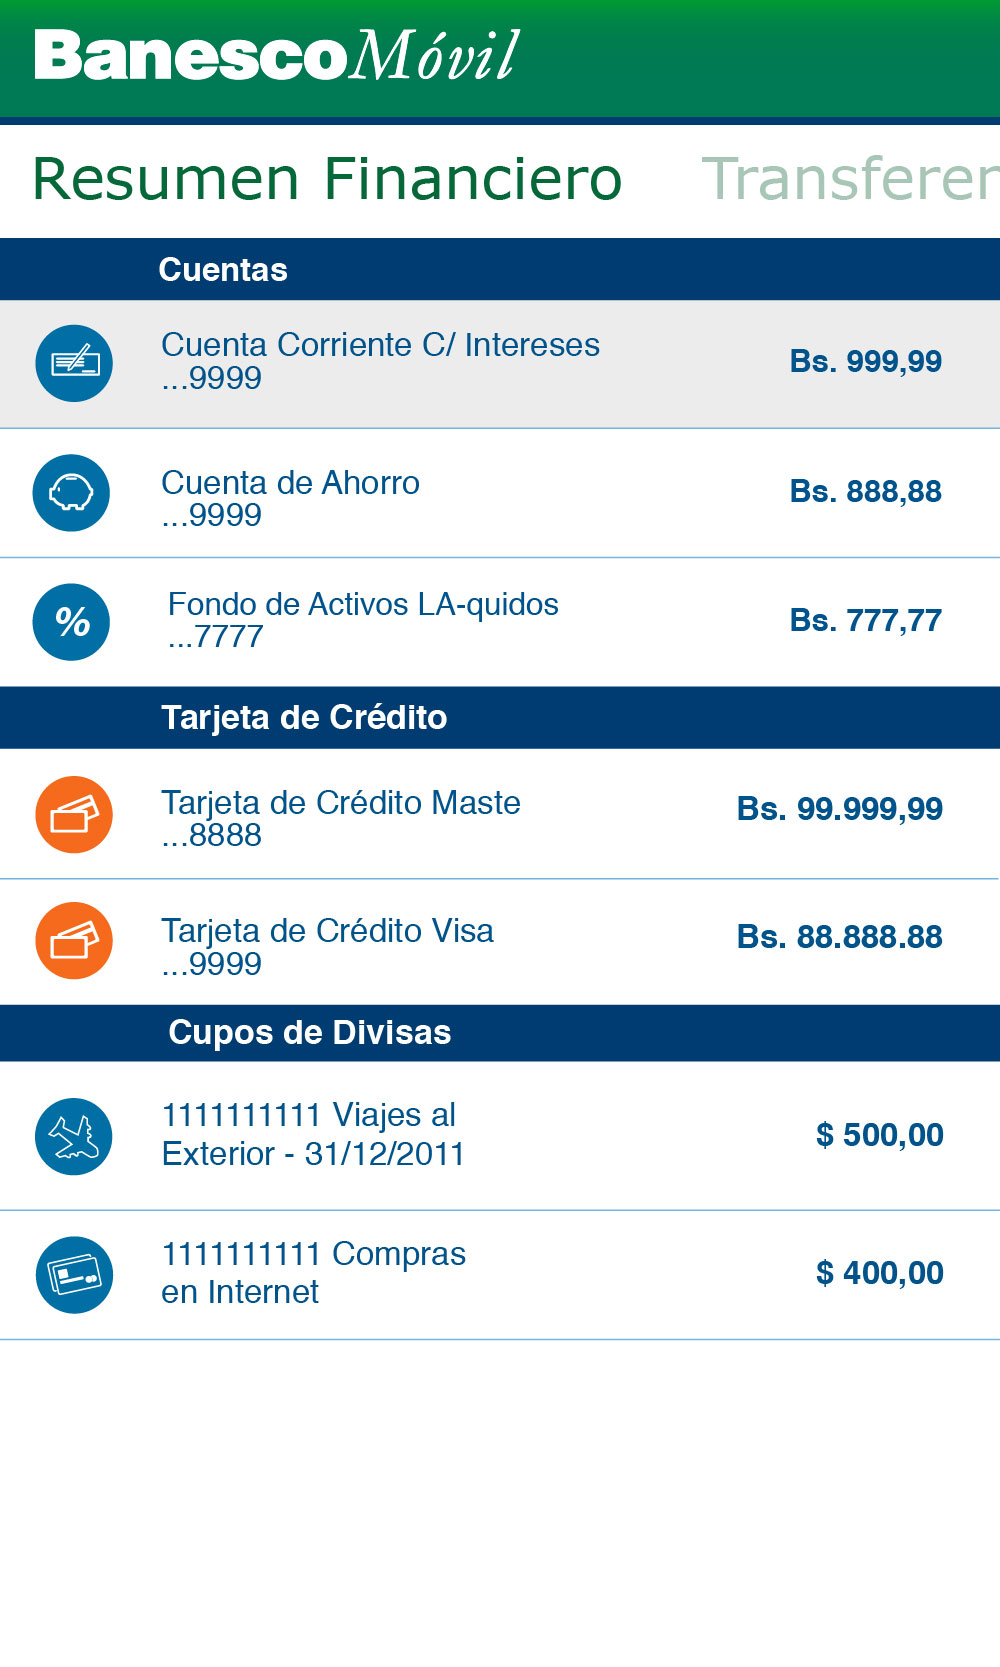 BanescoMóvil
Resumen Financiero Transferen
Cuentas
Cuenta Corriente C/ Intereses
...9999
Bs. 999,99
Cuenta de Ahorro
...9999
Bs. 888,88
%
Fondo de Activos LA-quidos
...7777
Bs. 777,77
Tarjeta de Crédito
Tarjeta de Crédito Maste
...8888
Bs. 99.999,99
Tarjeta de Crédito Visa
...9999
Bs. 88.888.88
Cupos de Divisas
1111111111 Viajes al
Exterior - 31/12/2011
$ 500,00
1111111111 Compras
en Internet
$ 400,00